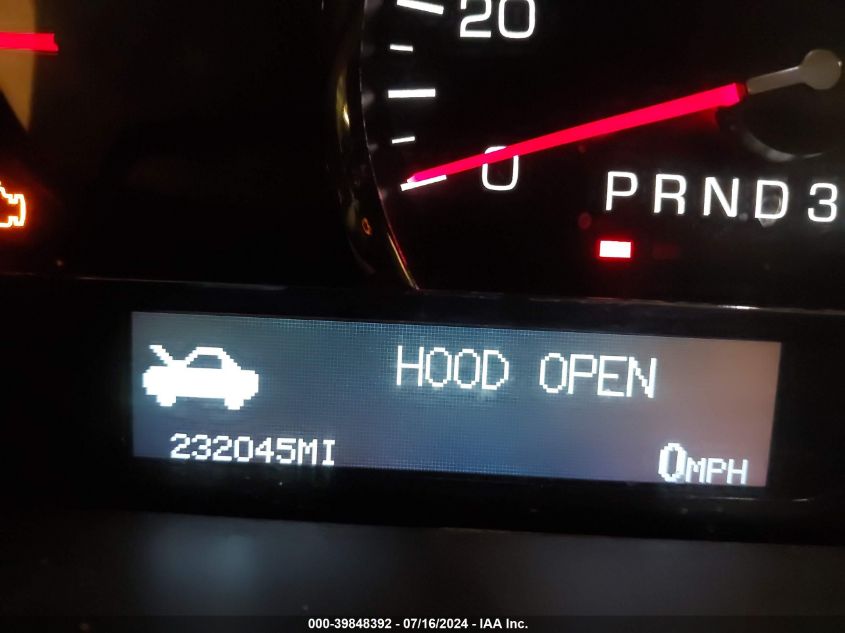 20
0
PRND3
HOOD OPEN
232045MI 0MPH
000-39848392 - 07/16/2024 - IAA Inc.